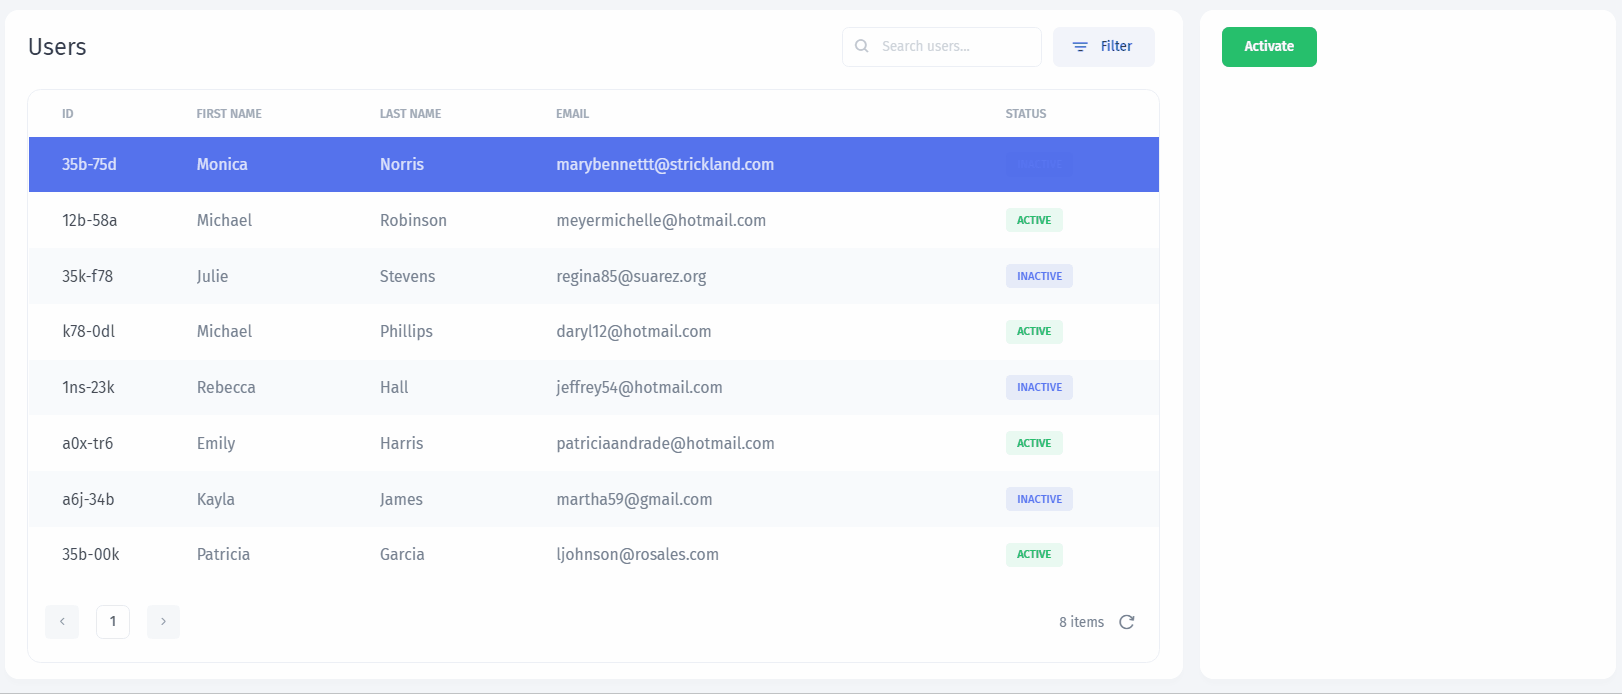 Users
Search users...
Filter
Activate
ID FIRST NAME LAST NAME EMAIL STATUS
35b-75d Monica Norris marybennettt@strickland.com INACTIVE
12b-58a Michael Robinson meyermichelle@hotmail.com ACTIVE
35k-f78 Julie Stevens regina85@suarez.org INACTIVE
k78-0dl Michael Phillips daryl12@hotmail.com ACTIVE
1ns-23k Rebecca Hall jeffrey54@hotmail.com INACTIVE
a0x-tr6 Emily Harris patriciaandrade@hotmail.com ACTIVE
a6j-34b Kayla James martha59@gmail.com INACTIVE
35b-00k Patricia Garcia ljohnson@rosales.com ACTIVE
1
8 items